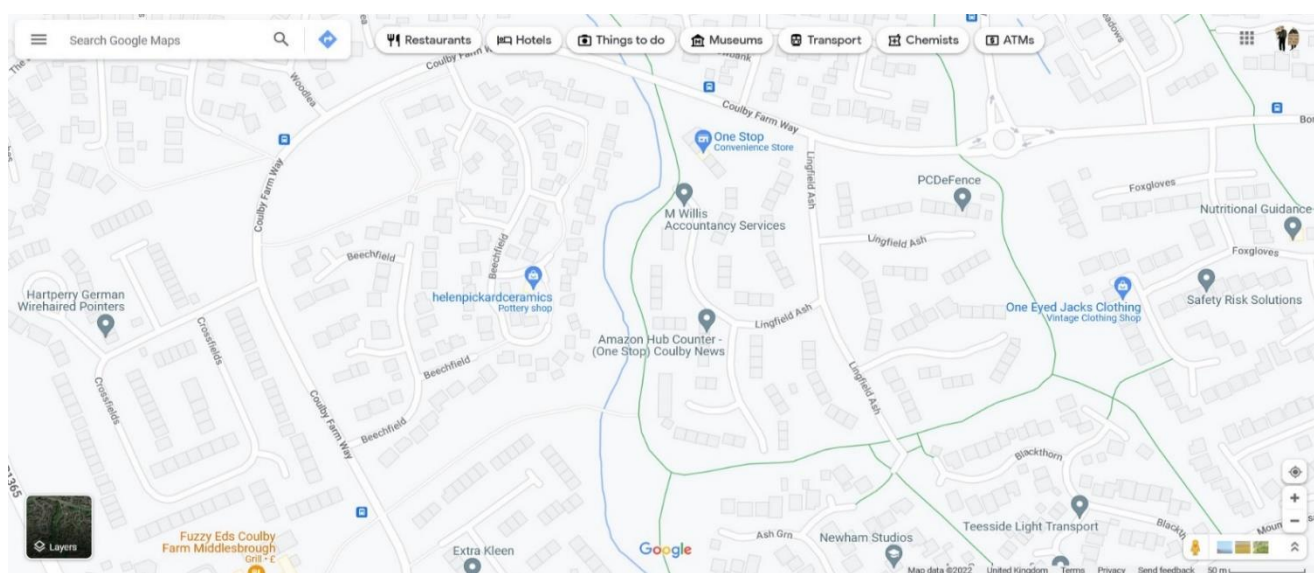 Search Google Maps
Restaurants
Hotels
Things to do
Museums
Transport
Chemists
ATMs
Woodlea
Coulby Farm Way
Coulby Farm Way
One Stop
Convenience Store
Lingfield Ash
PCDeFence
Foxgloves
Nutritional Guidance
M Willis
Accountancy Services
Coulby Farm Way
Beechfield
Beechfield
Lingfield Ash
Foxgloves
helenpickardceramics
Pottery shop
Hartperry German
Wirehaired Pointers
One Eyed Jacks Clothing
Vintage Clothing Shop
Safety Risk Solutions
Crossfields
Lingfield Ash
Amazon Hub Counter -
(One Stop) Coulby News
Beechfield
Crossfields
Lingfield Ash
Coulby Farm Way
Beechfield
Blackthorn
Teesside Light Transport
Layers
Fuzzy Eds Coulby
Farm Middlesbrough
Grill · £
Extra Kleen
Google
Ash Grn
Newham Studios
Map data ©2022 United Kingdom Terms Privacy Send feedback 50 m